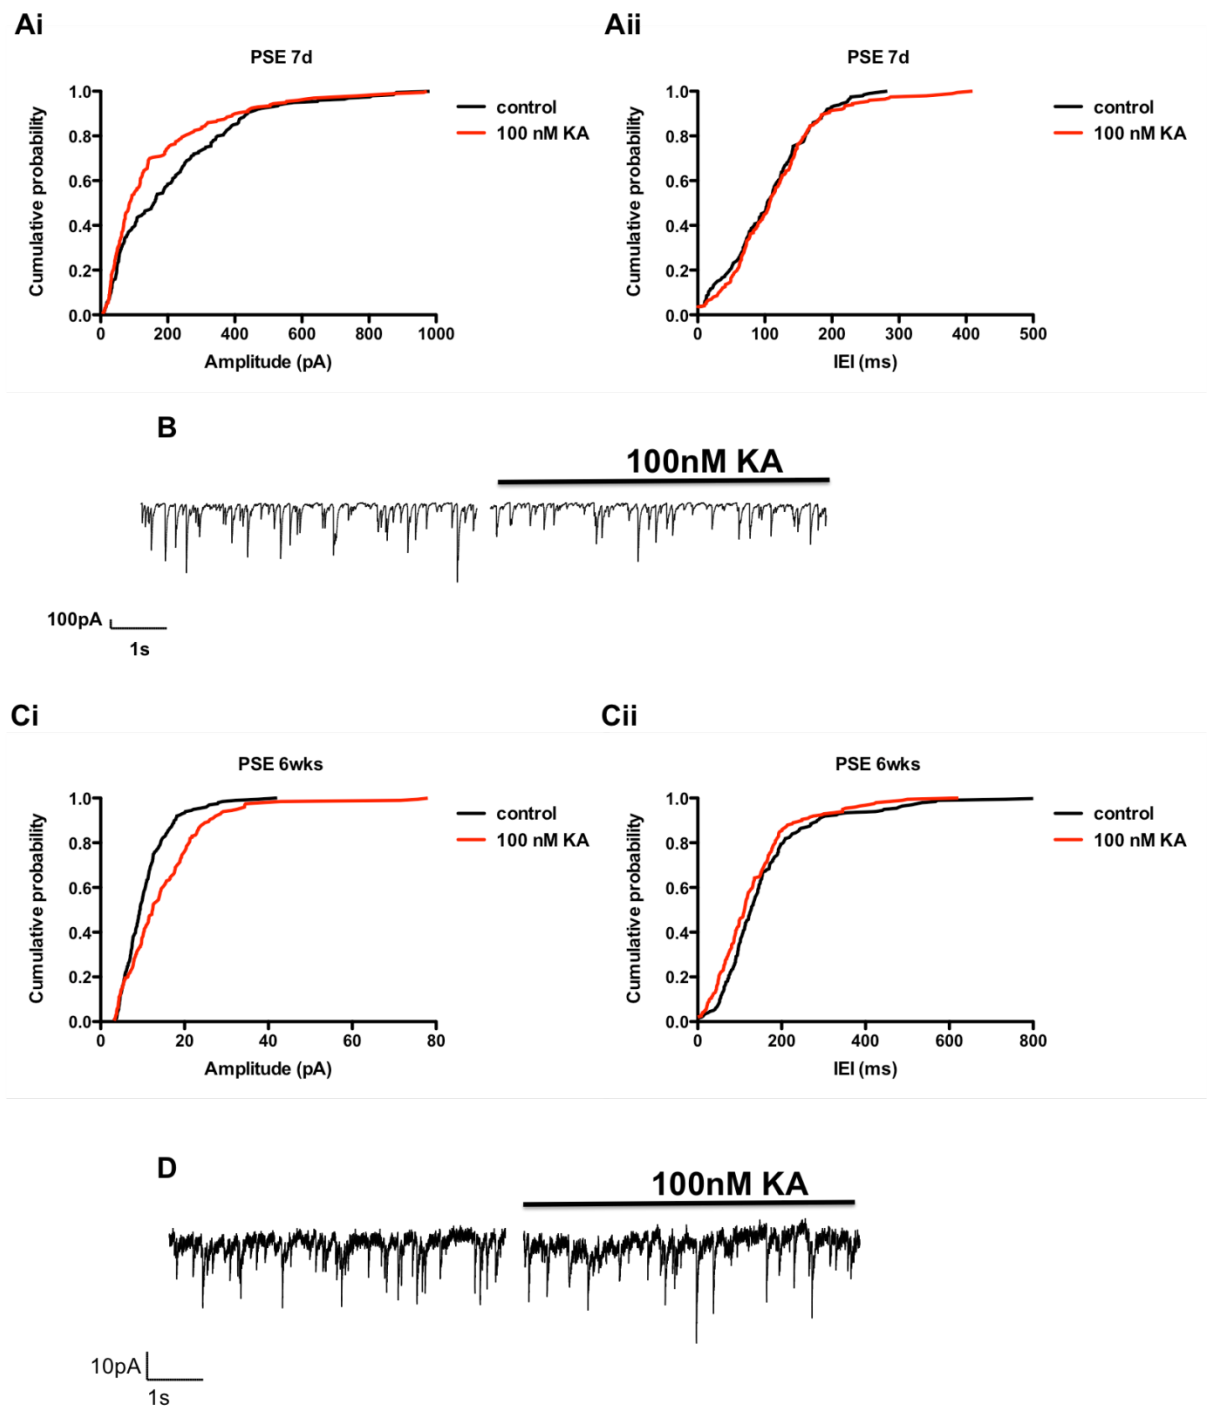 Ai
PSE 7d
Cumulative probability
1.0
0.8
0.6
0.4
0.2
0.0
0 200 400 600 800 1000
Amplitude (pA)
control
100 nM KA
Aii
PSE 7d
Cumulative probability
1.0
0.8
0.6
0.4
0.2
0.0
0 100 200 300 400 500
IEI (ms)
control
100 nM KA
B
100nM KA
100pA
1s
Ci
PSE 6wks
Cumulative probability
1.0
0.8
0.6
0.4
0.2
0.0
0 20 40 60 80
Amplitude (pA)
control
100 nM KA
Cii
PSE 6wks
Cumulative probability
1.0
0.8
0.6
0.4
0.2
0.0
0 200 400 600 800
IEI (ms)
control
100 nM KA
D
100nM KA
10pA
1s